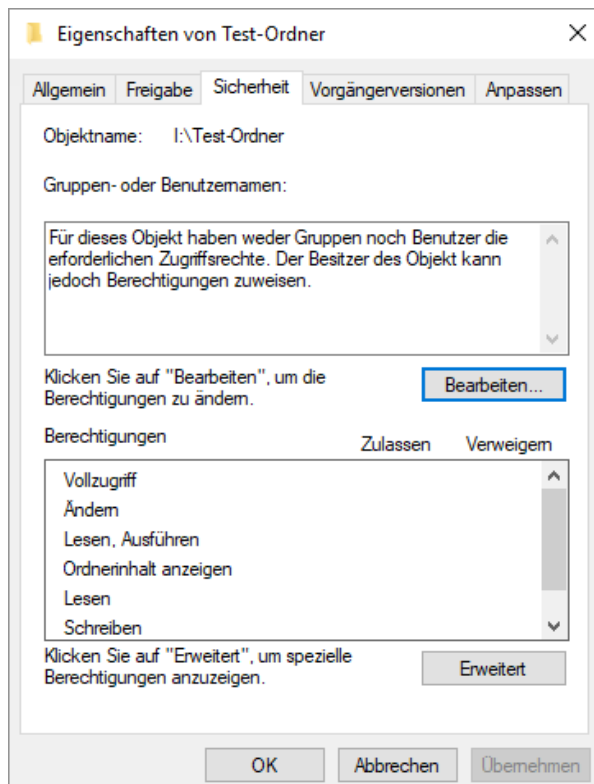 Eigenschaften von Test-Ordner
Allgemein Freigabe Sicherheit Vorgängerversionen Anpassen
Objektname: I:\Test-Ordner
Gruppen- oder Benutzernamen:
Für dieses Objekt haben weder Gruppen noch Benutzer die
erforderlichen Zugriffsrechte. Der Besitzer des Objekt kann
jedoch Berechtigungen zuweisen.
Klicken Sie auf "Bearbeiten", um die
Berechtigungen zu ändern.
Bearbeiten...
Berechtigungen Zulassen Verweigern
Vollzugriff
Ändern
Lesen, Ausführen
Ordnerinhalt anzeigen
Lesen
Schreiben
Klicken Sie auf "Erweitert", um spezielle
Berechtigungen anzuzeigen.
Erweitert
OK Abbrechen Übernehmen